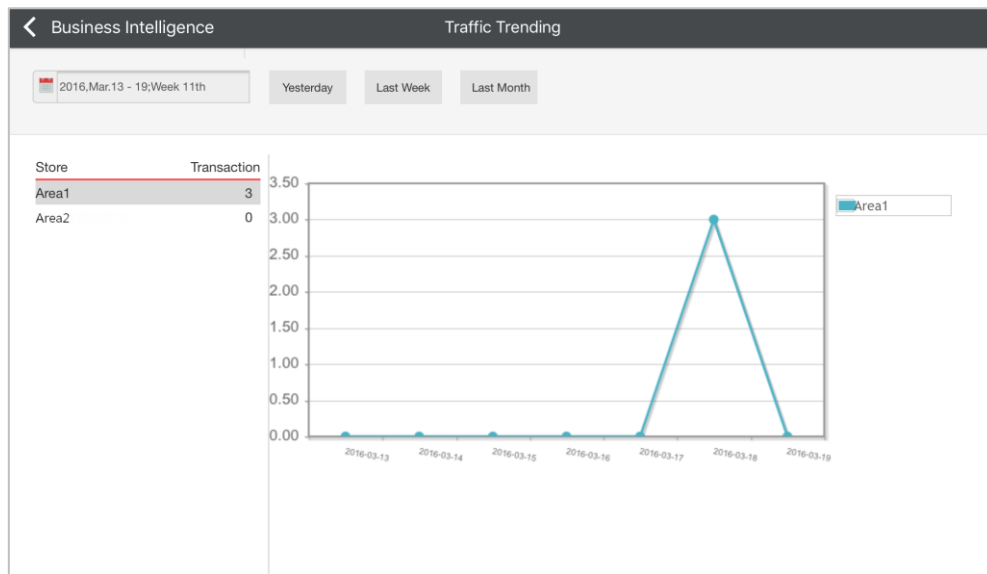 Business Intelligence
Traffic Trending
2016,Mar.13 - 19;Week 11th
Yesterday
Last Week
Last Month
Store Transaction
Area1 3
Area2 0
3.50
3.00
2.50
2.00
1.50
1.00
0.50
0.00
2016-03-13 2016-03-14 2016-03-15 2016-03-16 2016-03-17 2016-03-18 2016-03-19
Area1